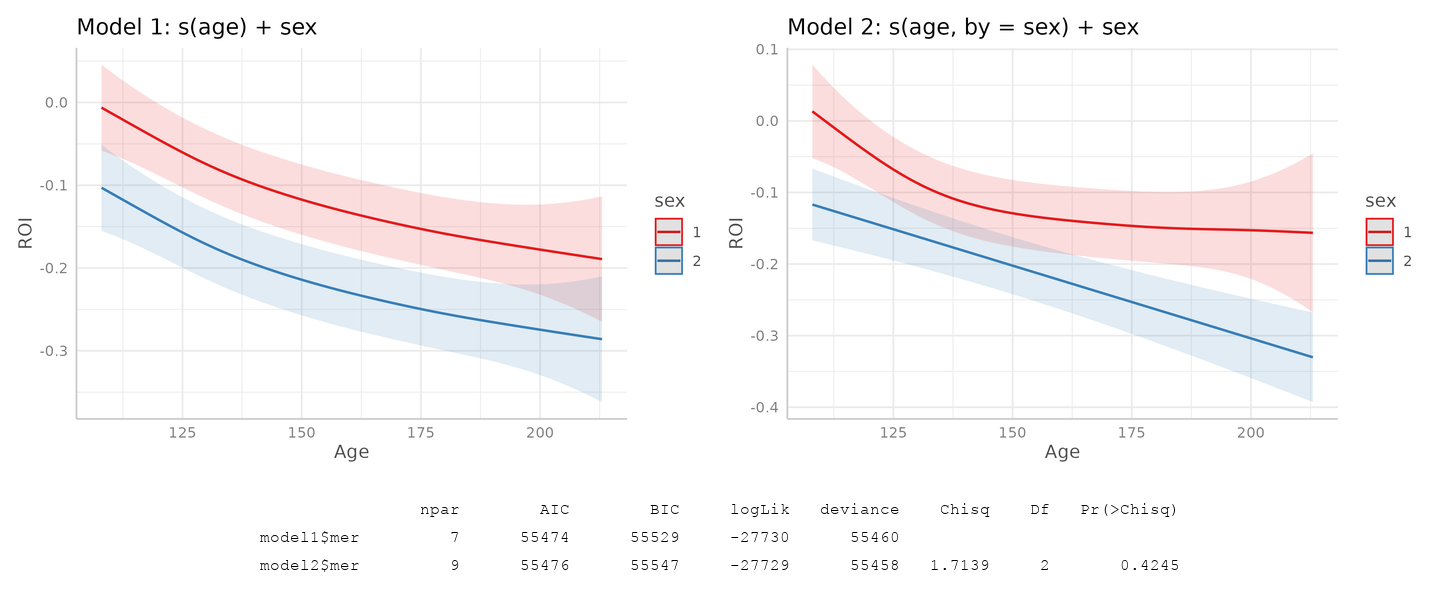 Model 1: s(age) + sex
0.0
-0.1
-0.2
-0.3
ROI
125 150 175 200
Age
sex
1
2
Model 2: s(age, by = sex) + sex
0.1
0.0
-0.1
-0.2
-0.3
-0.4
ROI
125 150 175 200
Age
sex
1
2
npar AIC BIC logLik deviance Chisq Df Pr(>Chisq)
model1$mer 7 55474 55529 -27730 55460
model2$mer 9 55476 55547 -27729 55458 1.7139 2 0.4245